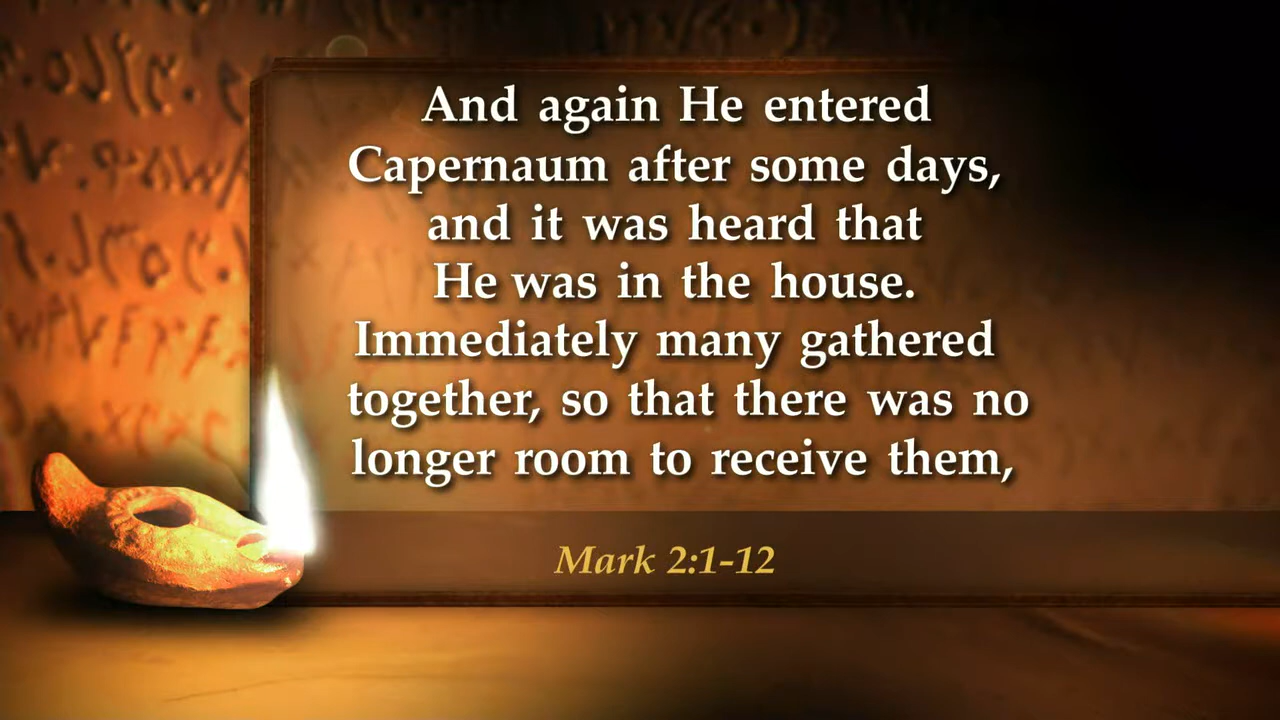 And again He entered
Capernaum after some days,
and it was heard that
He was in the house.
Immediately many gathered
together, so that there was no
longer room to receive them,
Mark 2:1-12